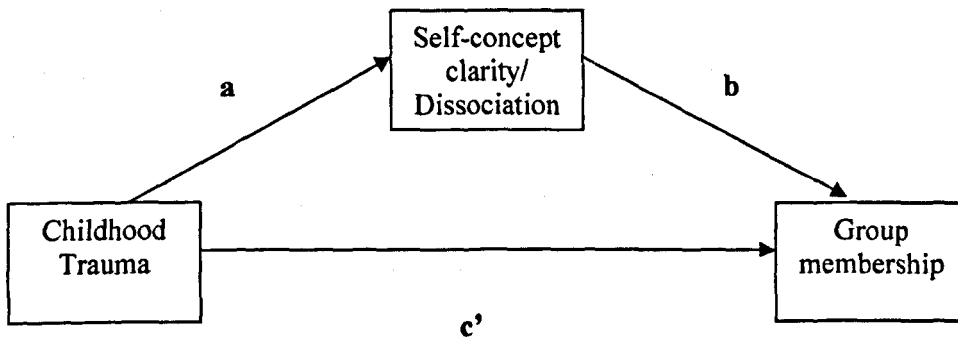 Self-concept
clarity/
Dissociation
a
b
Childhood
Trauma
Group
membership
c’